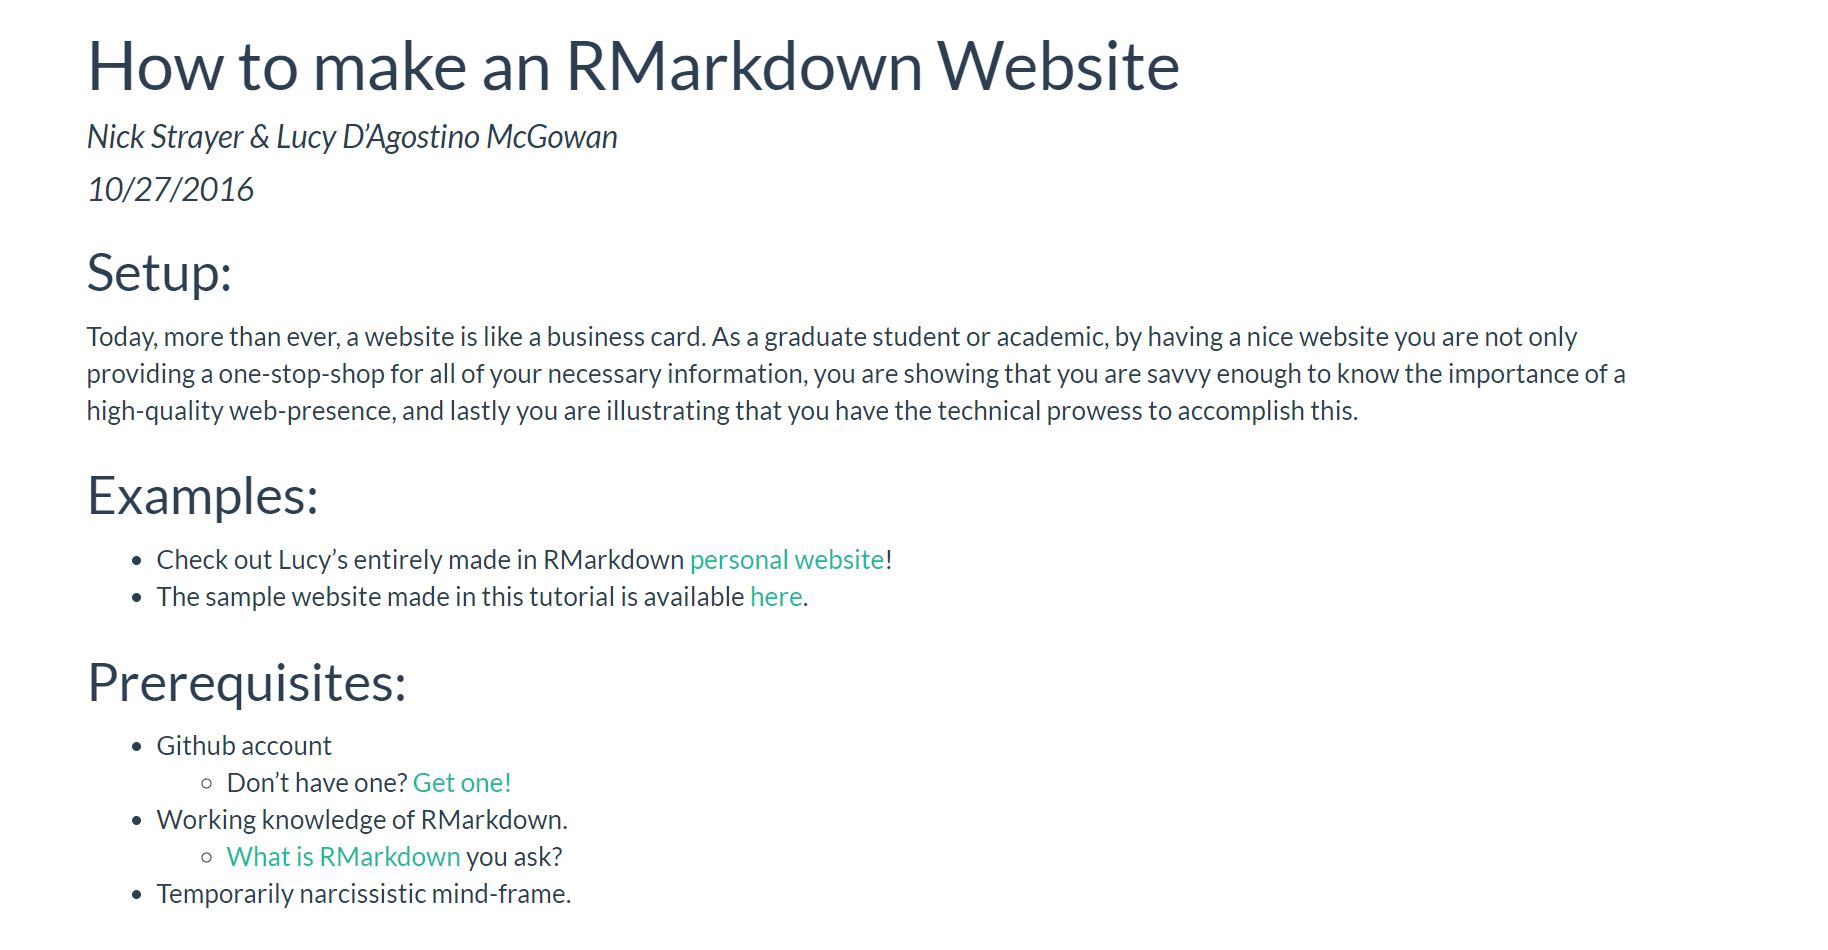 How to make an RMarkdown Website
Nick Strayer & Lucy D’Agostino McGowan
10/27/2016
Setup:
Today, more than ever, a website is like a business card. As a graduate student or academic, by having a nice website you are not only
providing a one-stop-shop for all of your necessary information, you are showing that you are savvy enough to know the importance of a
high-quality web-presence, and lastly you are illustrating that you have the technical prowess to accomplish this.
Examples:
• Check out Lucy’s entirely made in RMarkdown personal website!
• The sample website made in this tutorial is available here.
Prerequisites:
• Github account
◦ Don’t have one? Get one!
• Working knowledge of RMarkdown.
◦ What is RMarkdown you ask?
• Temporarily narcissistic mind-frame.